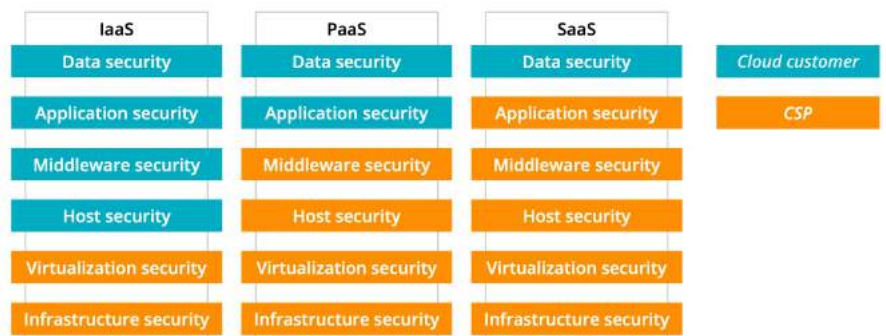 IaaS PaaS SaaS
Data security Data security Data security Cloud customer
Application security Application security Application security CSP
Middleware security Middleware security Middleware security
Host security Host security Host security
Virtualization security Virtualization security Virtualization security
Infrastructure security Infrastructure security Infrastructure security